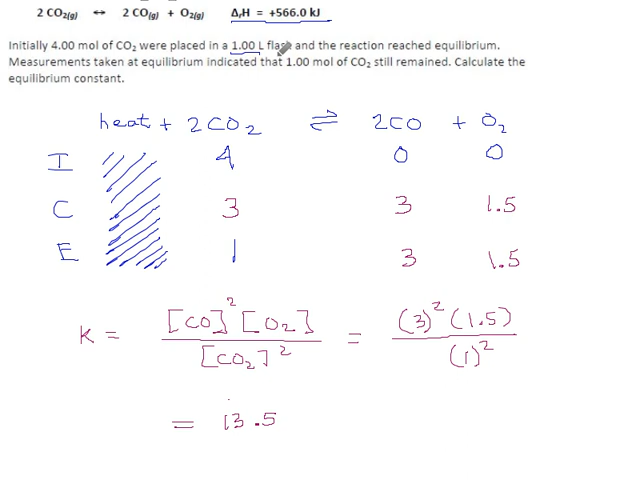 2 CO₂(g) ↔ 2 CO(g) + O₂(g) ΔᵣH = +566.0 kJ
Initially 4.00 mol of CO₂ were placed in a 1.00 L flask and the reaction reached equilibrium.
Measurements taken at equilibrium indicated that 1.00 mol of CO₂ still remained. Calculate the
equilibrium constant.
heat + 2CO₂ ⇌ 2CO + O₂
I 4 0 0
C 3 3 1.5
E 1 3 1.5
K = [CO]² [O₂] / [CO₂]² = (3)² (1.5) / (1)²
= 13.5